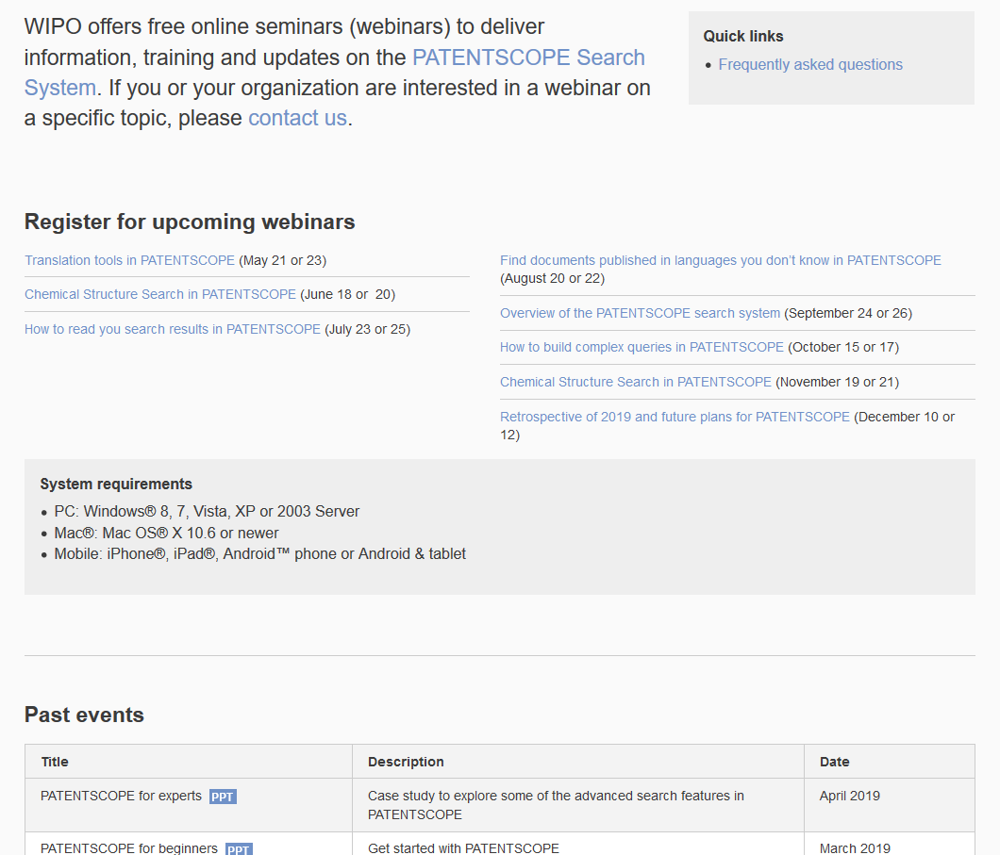 WIPO offers free online seminars (webinars) to deliver
information, training and updates on the PATENTSCOPE Search
System. If you or your organization are interested in a webinar on
a specific topic, please contact us.
Quick links
• Frequently asked questions
Register for upcoming webinars
Translation tools in PATENTSCOPE (May 21 or 23)
Chemical Structure Search in PATENTSCOPE (June 18 or  20)
How to read you search results in PATENTSCOPE (July 23 or 25)
Find documents published in languages you don’t know in PATENTSCOPE
(August 20 or 22)
Overview of the PATENTSCOPE search system (September 24 or 26)
How to build complex queries in PATENTSCOPE (October 15 or 17)
Chemical Structure Search in PATENTSCOPE (November 19 or 21)
Retrospective of 2019 and future plans for PATENTSCOPE (December 10 or
12)
System requirements
• PC: Windows® 8, 7, Vista, XP or 2003 Server
• Mac®: Mac OS® X 10.6 or newer
• Mobile: iPhone®, iPad®, Android™ phone or Android & tablet
Past events
Title Description Date
PATENTSCOPE for experts PPT Case study to explore some of the advanced search features in April 2019
PATENTSCOPE
PATENTSCOPE for beginners PPT Get started with PATENTSCOPE March 2019